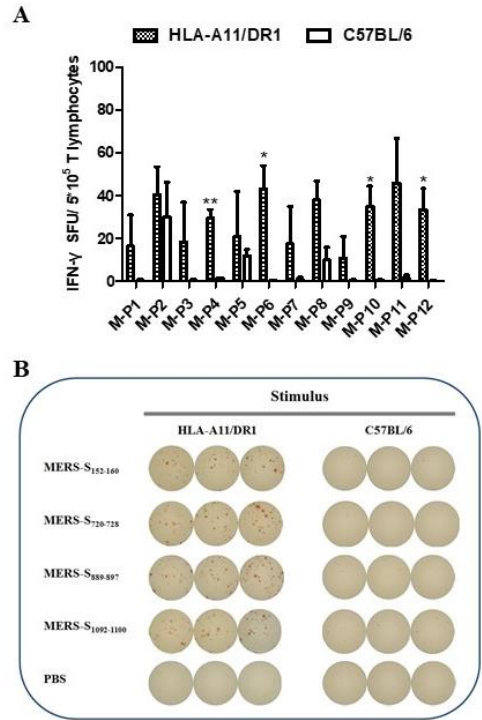 A
HLA-A11/DR1 C57BL/6
IFN-γ SFU/ 5*10⁵ T lymphocytes
100
80
60
40
20
0
** * * *
M-P1 M-P2 M-P3 M-P4 M-P5 M-P6 M-P7 M-P8 M-P9 M-P10 M-P11 M-P12
B
Stimulus
HLA-A11/DR1 C57BL/6
MERS-S152-160
MERS-S720-728
MERS-S889-897
MERS-S1092-1100
PBS